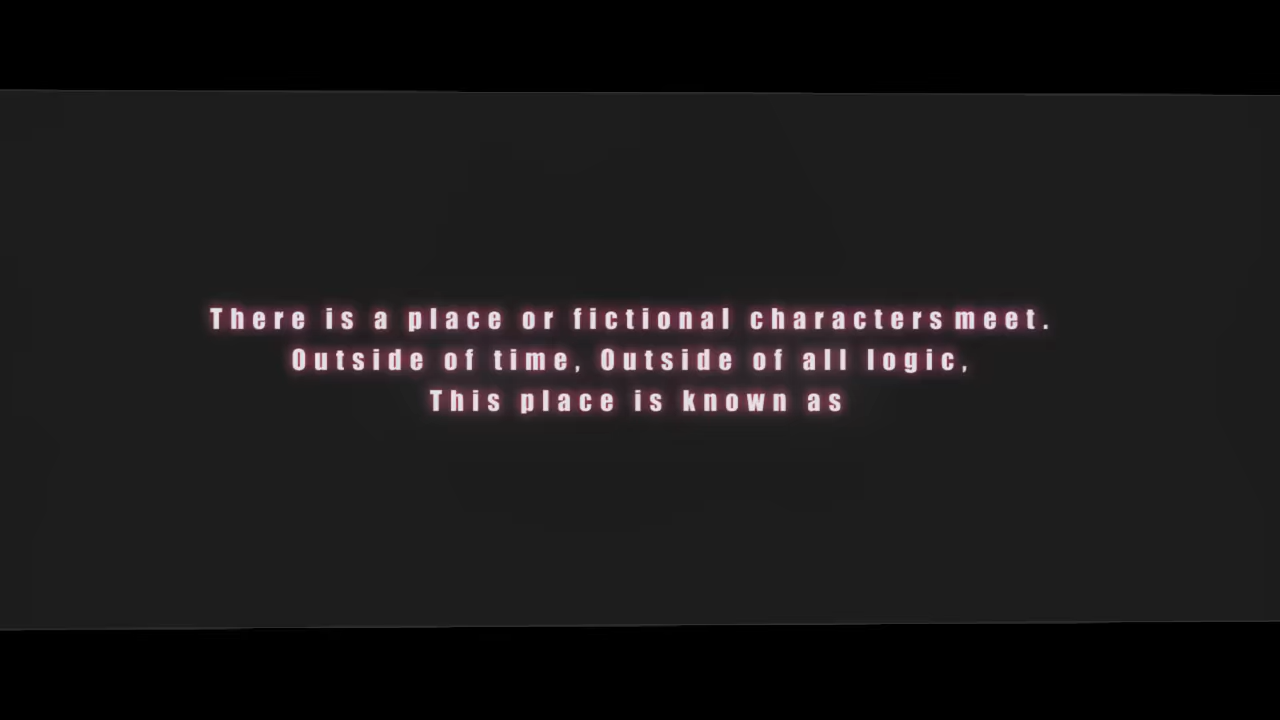 There is a place or fictional characters meet.
Outside of time, Outside of all logic,
This place is known as